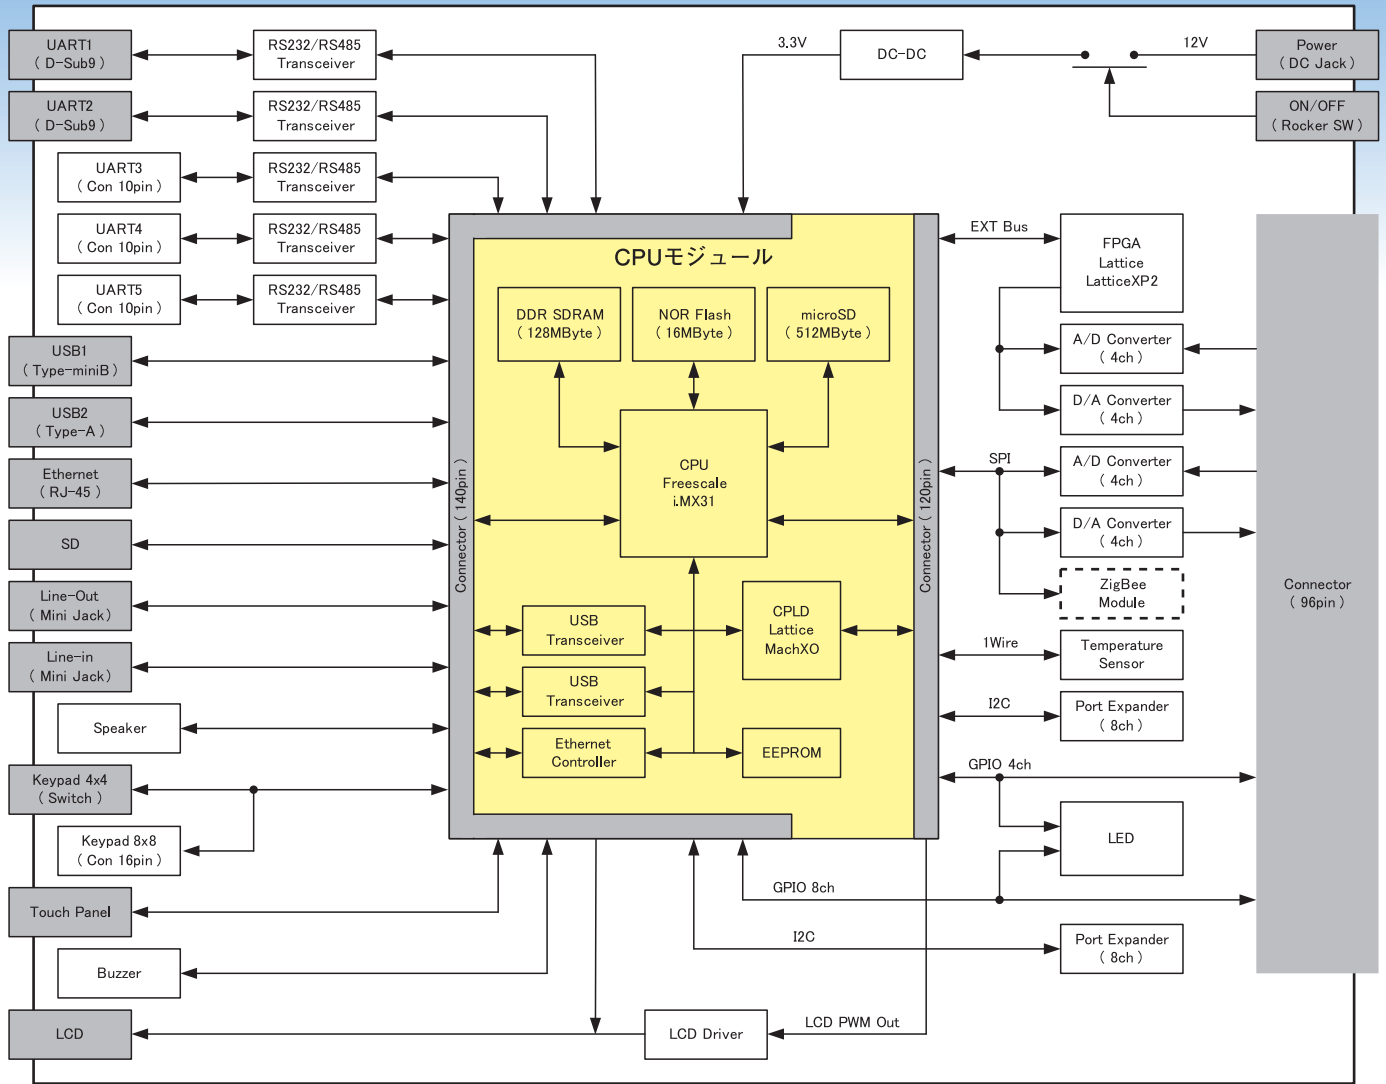 UART1
( D-Sub9 )
RS232/RS485
Transceiver
3.3V
DC-DC
12V
Power
( DC Jack )
UART2
( D-Sub9 )
RS232/RS485
Transceiver
ON/OFF
( Rocker SW )
UART3
( Con 10pin )
RS232/RS485
Transceiver
UART4
( Con 10pin )
RS232/RS485
Transceiver
UART5
( Con 10pin )
RS232/RS485
Transceiver
USB1
( Type-miniB )
USB2
( Type-A )
Ethernet
( RJ-45 )
SD
Line-Out
( Mini Jack )
Line-in
( Mini Jack )
Speaker
Keypad 4x4
( Switch )
Keypad 8x8
( Con 16pin )
Touch Panel
Buzzer
LCD
Connector ( 140pin )
CPUモジュール
DDR SDRAM
( 128MByte )
NOR Flash
( 16MByte )
microSD
( 512MByte )
CPU
Freescale
i.MX31
USB
Transceiver
CPLD
Lattice
MachXO
USB
Transceiver
Ethernet
Controller
EEPROM
Connector ( 120pin )
EXT Bus
FPGA
Lattice
LatticeXP2
A/D Converter
( 4ch )
D/A Converter
( 4ch )
SPI
A/D Converter
( 4ch )
D/A Converter
( 4ch )
ZigBee
Module
1Wire
Temperature
Sensor
I2C
Port Expander
( 8ch )
GPIO 4ch
LED
GPIO 8ch
I2C
Port Expander
( 8ch )
LCD Driver
LCD PWM Out
Connector
( 96pin )